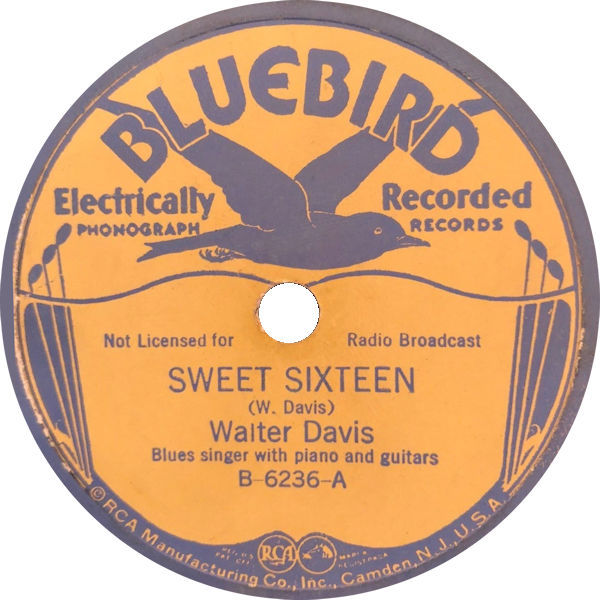 BLUEBIRD
Electrically Recorded
PHONOGRAPH RECORDS
Not Licensed for Radio Broadcast
SWEET SIXTEEN
(W. Davis)
Walter Davis
Blues singer with piano and guitars
B-6236-A
RCA
©RCA Manufacturing Co., Inc., Camden, N.J., U.S.A.